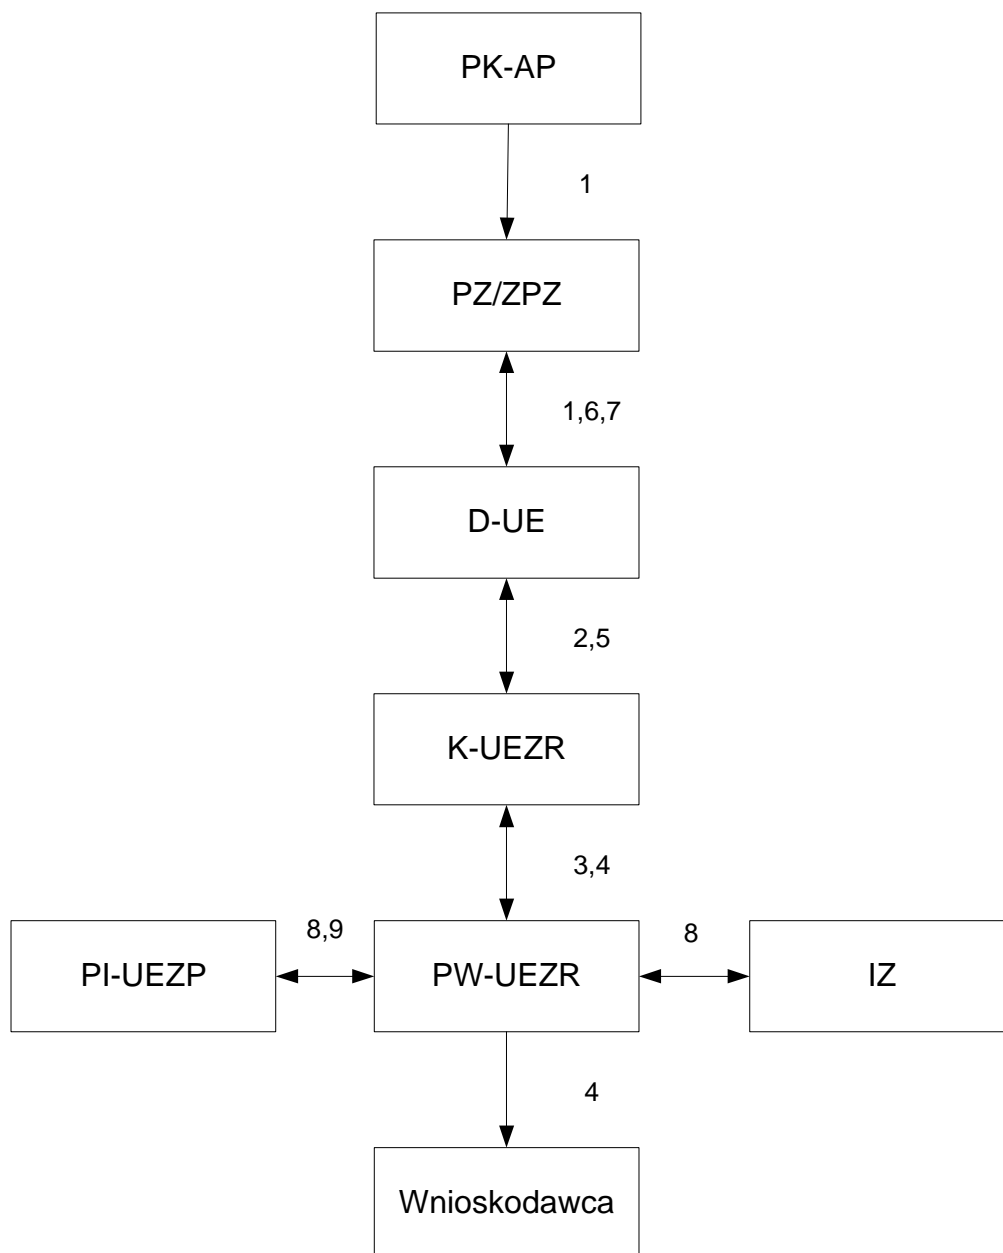 PK-AP
1
PZ/ZPZ
1,6,7
D-UE
2,5
K-UEZR
3,4
PI-UEZP
8,9
PW-UEZR
8
IZ
4
Wnioskodawca